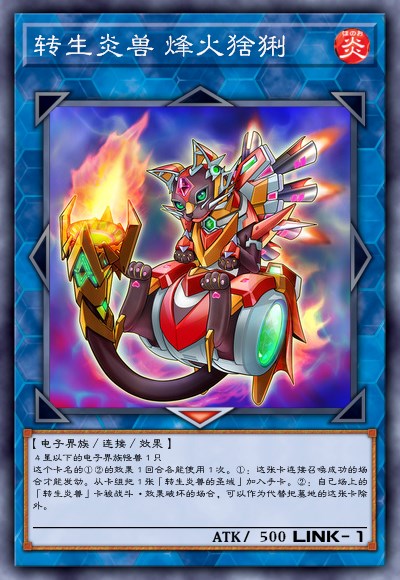 转生炎兽 烽火猞猁
ほのお
炎
【电子界族／连接／效果】
4星以下的电子界族怪兽1只
这个卡名的①②的效果1回合各能使用1次。①：这张卡连接召唤成功的场
合才能发动。从卡组把1张「转生炎兽的圣域」加入手卡。②：自己场上的
「转生炎兽」卡被战斗·效果破坏的场合，可以作为代替把墓地的这张卡除
外。
ATK/ 500 LINK-1